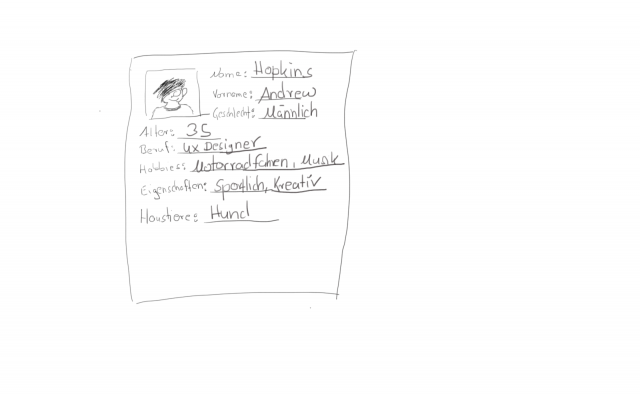 Name: Hopkins
Vorname: Andrew
Geschlecht: Männlich
Alter: 35
Beruf: UX Designer
Hobbies: Motorradfahren, Musik
Eigenschaften: Sportlich, Kreativ
Haustiere: Hund